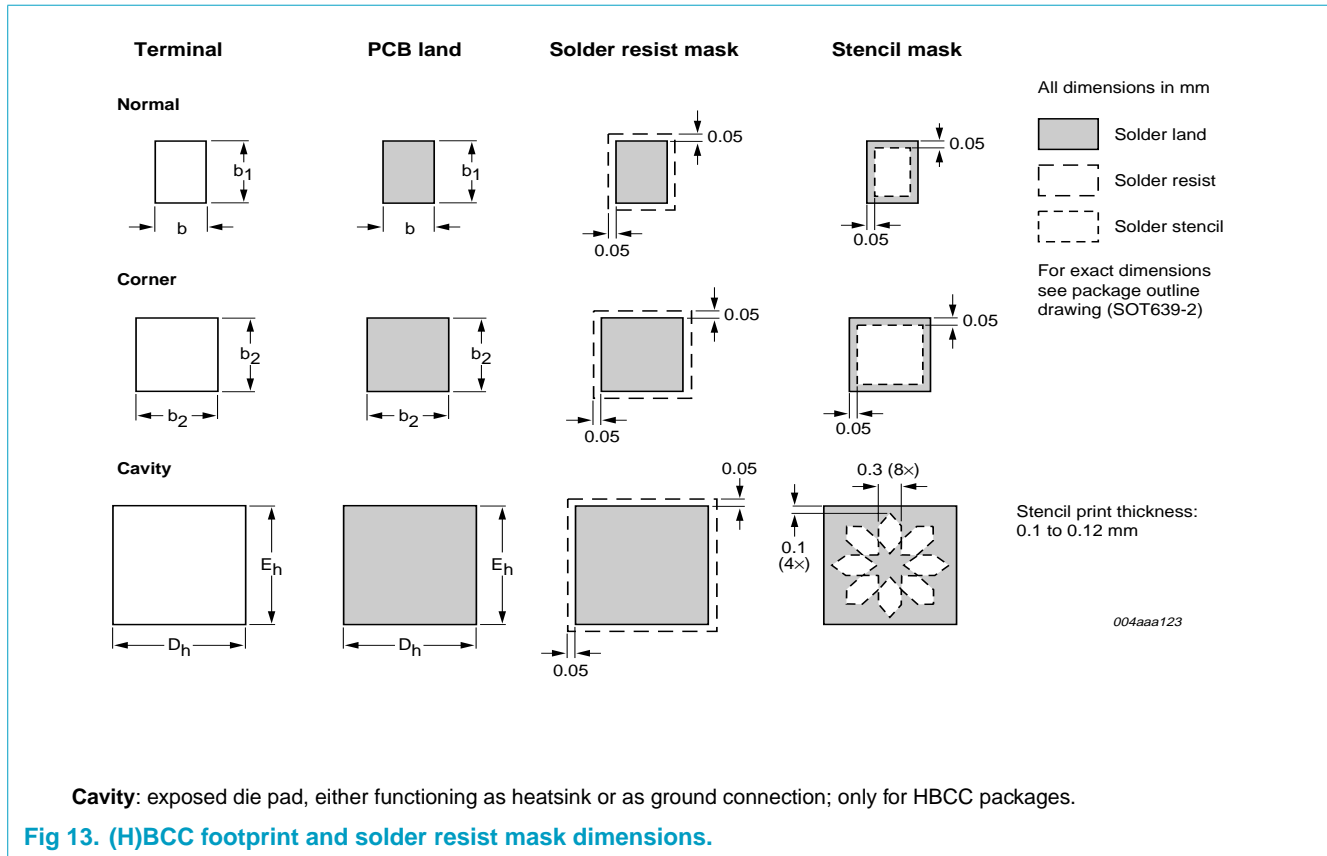 Terminal PCB land Solder resist mask Stencil mask
All dimensions in mm
Normal
b1
b
b1
b
0.05
0.05
0.05
0.05
Solder land
Solder resist
Solder stencil
For exact dimensions
see package outline
drawing (SOT639-2)
Corner
b2
b2
b2
b2
0.05
0.05
0.05
0.05
Cavity
Eh
Dh
Eh
Dh
0.05
0.05
0.3 (8×)
0.1
(4×)
Stencil print thickness:
0.1 to 0.12 mm
004aaa123
Cavity: exposed die pad, either functioning as heatsink or as ground connection; only for HBCC packages.
Fig 13. (H)BCC footprint and solder resist mask dimensions.